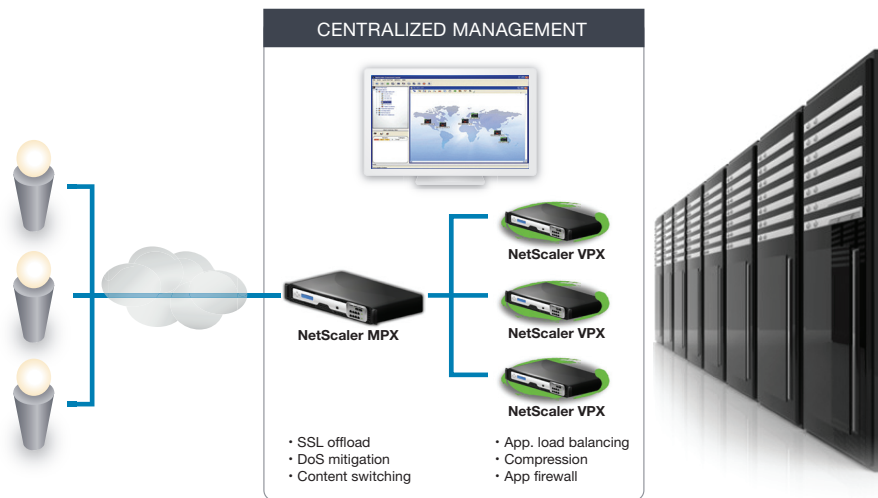 CENTRALIZED MANAGEMENT
NetScaler VPX
NetScaler MPX
NetScaler VPX
NetScaler VPX
· SSL offload
· DoS mitigation
· Content switching
· App. load balancing
· Compression
· App firewall